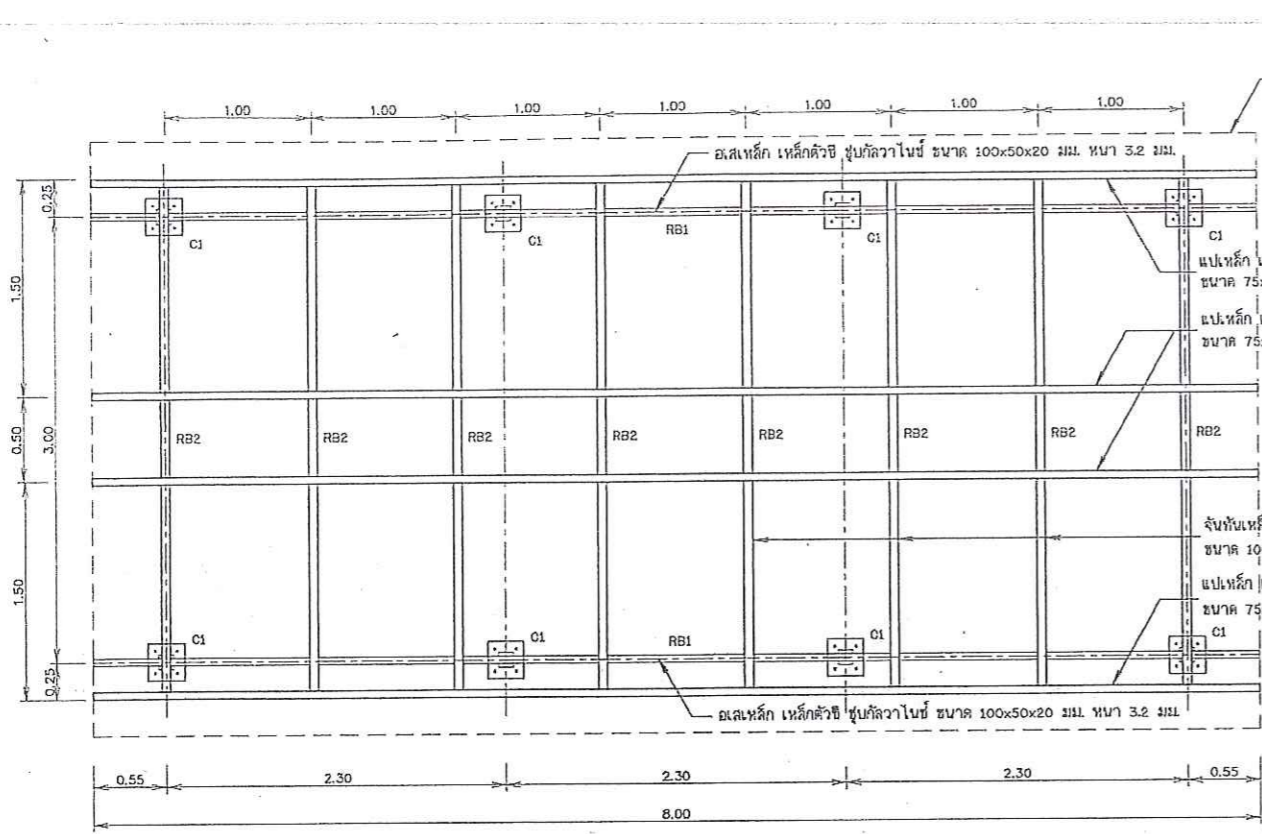 1.00 1.00 1.00 1.00 1.00 1.00 1.00
อเสเหล็ก เหล็กตัวซี ชุบกัลวาไนซ์ ขนาด 100x50x20 มม. หนา 3.2 มม.
0.25
C1 C1 C1
RB1
C1
แปเหล็ก
ขนาด 75
1.50
แปเหล็ก
ขนาด 75
0.50
3.00
RB2 RB2 RB2 RB2 RB2 RB2 RB2 RB2
จันทันเหล็
ขนาด 10
1.50
แปเหล็ก
ขนาด 75
C1 C1 C1 C1
RB1
0.25
อเสเหล็ก เหล็กตัวซี ชุบกัลวาไนซ์ ขนาด 100x50x20 มม. หนา 3.2 มม.
0.55 2.30 2.30 2.30 0.55
8.00